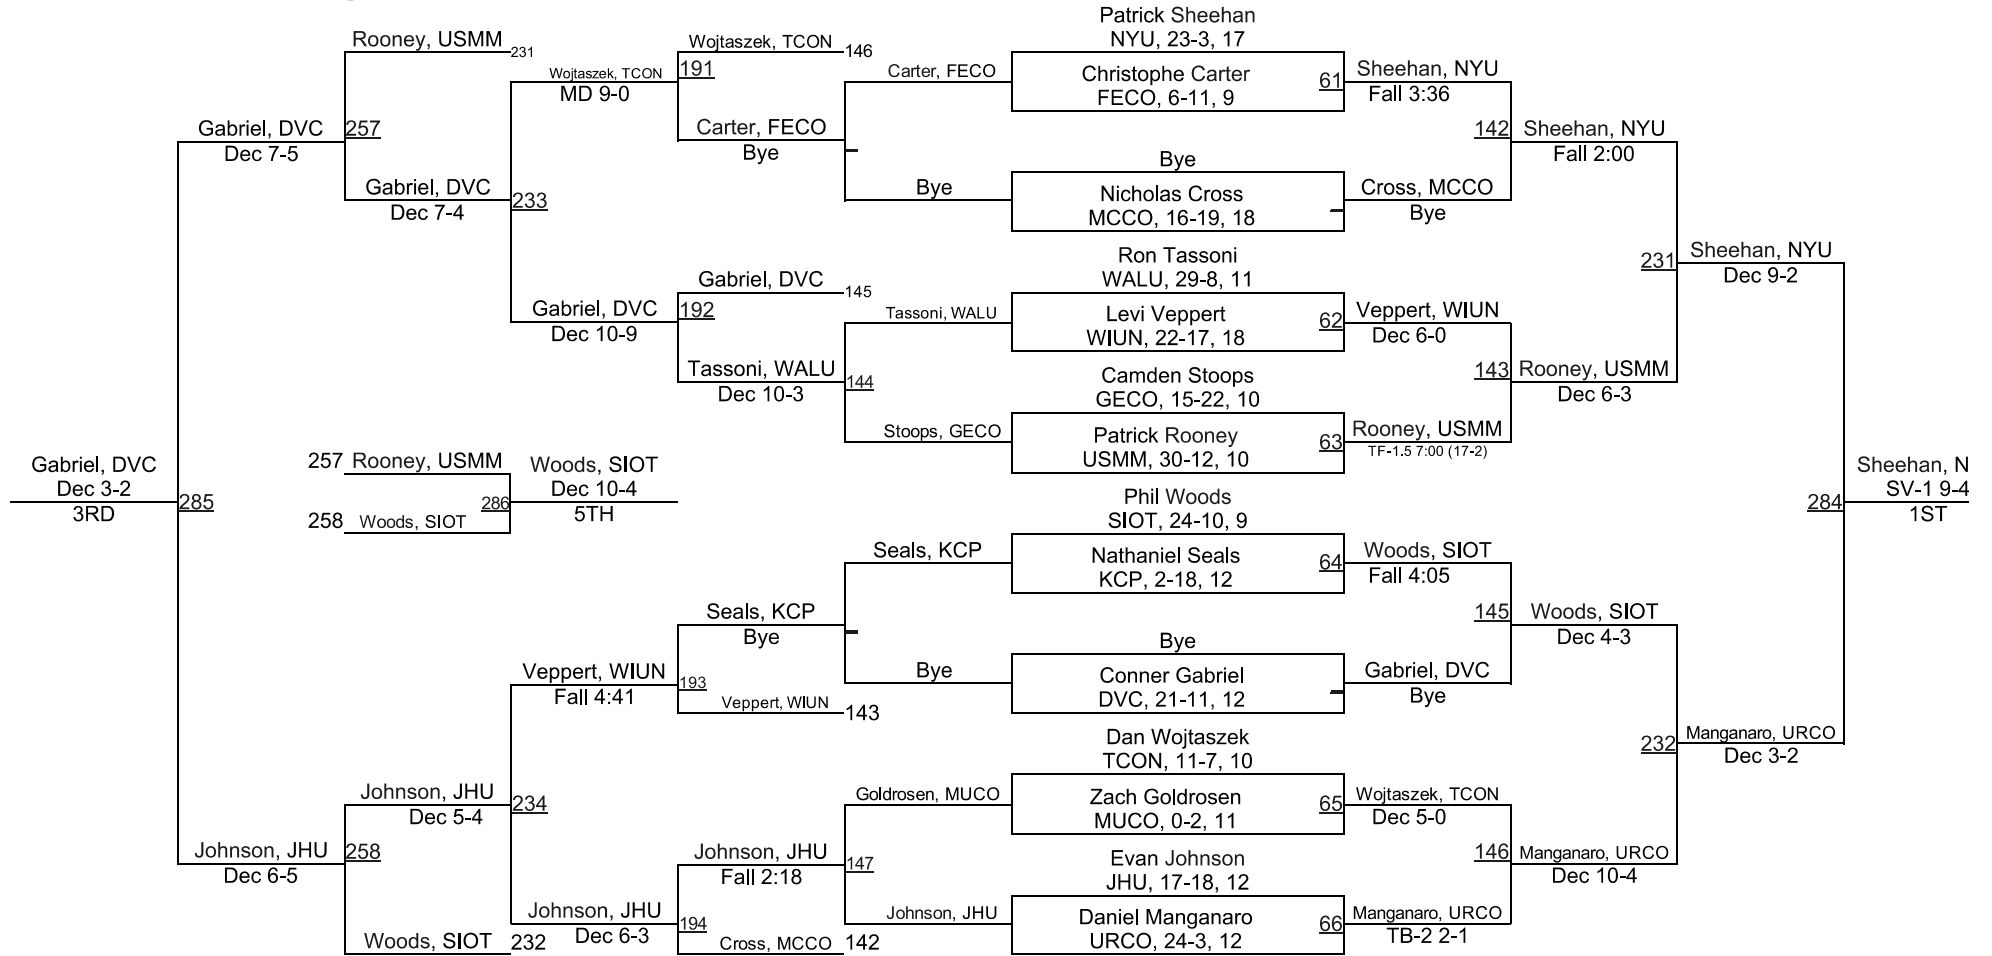 Patrick Sheehan
NYU, 23-3, 17
Rooney, USMM
231
Wojtaszek, TCON
146
Wojtaszek, TCON
191
MD 9-0
Carter, FECO
Christophe Carter
FECO, 6-11, 9
61
Sheehan, NYU
Fall 3:36
Gabriel, DVC
257
Dec 7-5
Carter, FECO
Bye
142
Sheehan, NYU
Fall 2:00
Bye
Gabriel, DVC
Dec 7-4
233
Bye
Nicholas Cross
MCCO, 16-19, 18
Cross, MCCO
Bye
Ron Tassoni
WALU, 29-8, 11
231
Sheehan, NYU
Dec 9-2
Gabriel, DVC
145
Gabriel, DVC
192
Dec 10-9
Tassoni, WALU
Levi Veppert
WIUN, 22-17, 18
62
Veppert, WIUN
Dec 6-0
Tassoni, WALU
144
Dec 10-3
Camden Stoops
GECO, 15-22, 10
143
Rooney, USMM
Dec 6-3
Stoops, GECO
Patrick Rooney
USMM, 30-12, 10
63
Rooney, USMM
TF-1.5 7:00 (17-2)
Gabriel, DVC
Dec 3-2
3RD
285
257
Rooney, USMM
258
Woods, SIOT
286
Woods, SIOT
Dec 10-4
5TH
Phil Woods
SIOT, 24-10, 9
284
Sheehan, N
SV-1 9-4
1ST
Seals, KCP
Nathaniel Seals
KCP, 2-18, 12
64
Woods, SIOT
Fall 4:05
Seals, KCP
Bye
145
Woods, SIOT
Dec 4-3
Bye
Veppert, WIUN
Fall 4:41
193
Veppert, WIUN
143
Bye
Conner Gabriel
DVC, 21-11, 12
Gabriel, DVC
Bye
Dan Wojtaszek
TCON, 11-7, 10
232
Manganaro, URCO
Dec 3-2
Johnson, JHU
Dec 5-4
234
Goldrosen, MUCO
Zach Goldrosen
MUCO, 0-2, 11
65
Wojtaszek, TCON
Dec 5-0
Johnson, JHU
258
Dec 6-5
Johnson, JHU
147
Fall 2:18
Evan Johnson
JHU, 17-18, 12
146
Manganaro, URCO
Dec 10-4
Johnson, JHU
Dec 6-3
194
Johnson, JHU
Daniel Manganaro
URCO, 24-3, 12
66
Manganaro, URCO
TB-2 2-1
Woods, SIOT
232
Cross, MCCO
142